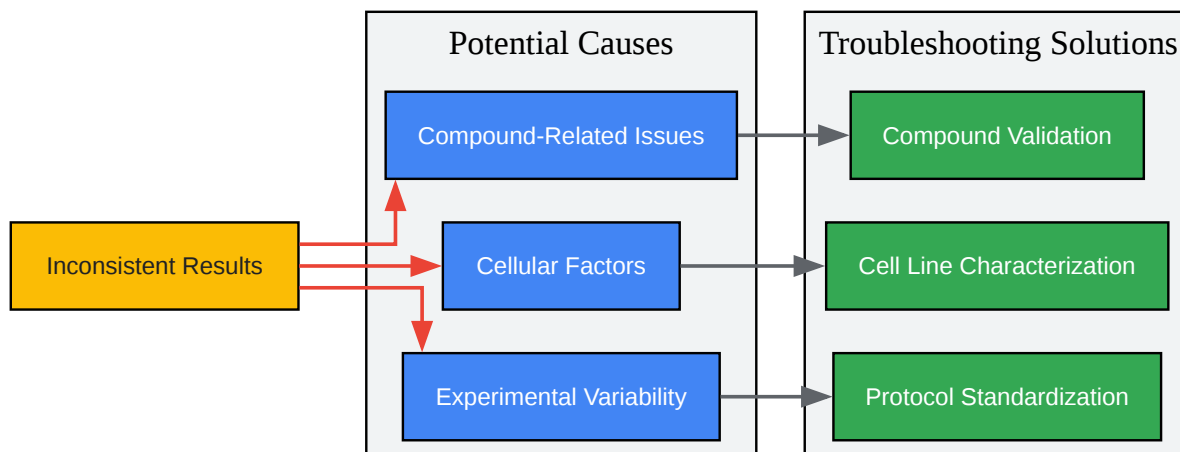 Potential Causes
Troubleshooting Solutions
Compound-Related Issues
Compound Validation
Inconsistent Results
Cellular Factors
Cell Line Characterization
Experimental Variability
Protocol Standardization